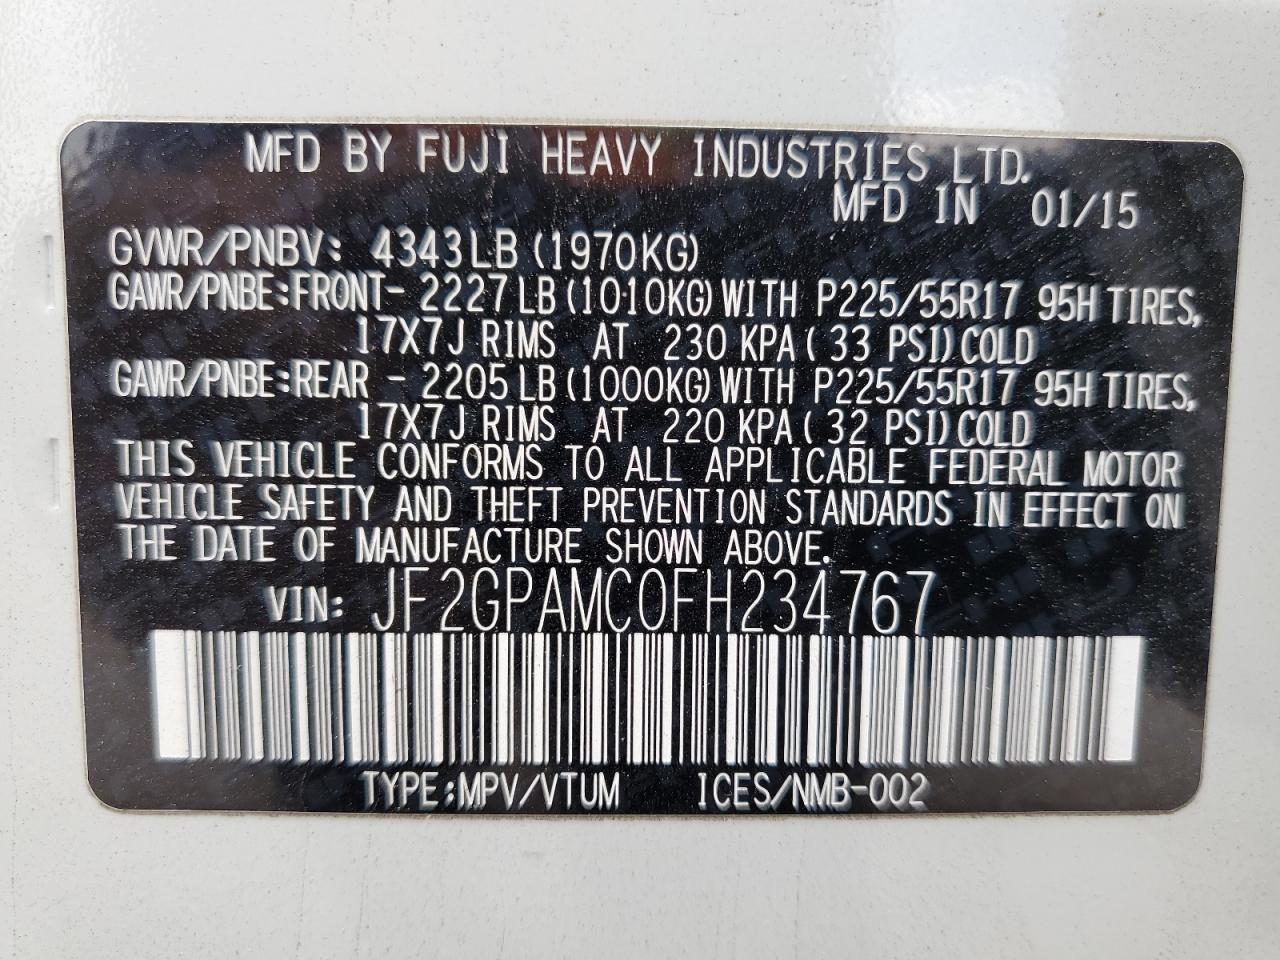 MFD BY FUJI HEAVY INDUSTRIES LTD.
MFD IN 01/15
GVWR/PNBV: 4343LB (1970KG)
GAWR/PNBE:FRONT- 2227LB(1010KG)WITH P225/55R17 95H TIRES,
17X7J RIMS AT 230 KPA( 33 PSI)COLD
GAWR/PNBE:REAR - 2205LB(1000KG)WITH P225/55R17 95H TIRES,
17X7J RIMS AT 220 KPA( 32 PSI)COLD
THIS VEHICLE CONFORMS TO ALL APPLICABLE FEDERAL MOTOR
VEHICLE SAFETY AND THEFT PREVENTION STANDARDS IN EFFECT ON
THE DATE OF MANUFACTURE SHOWN ABOVE.
VIN: JF2GPAMC0FH234767
TYPE:MPV/VTUM ICES/NMB-002